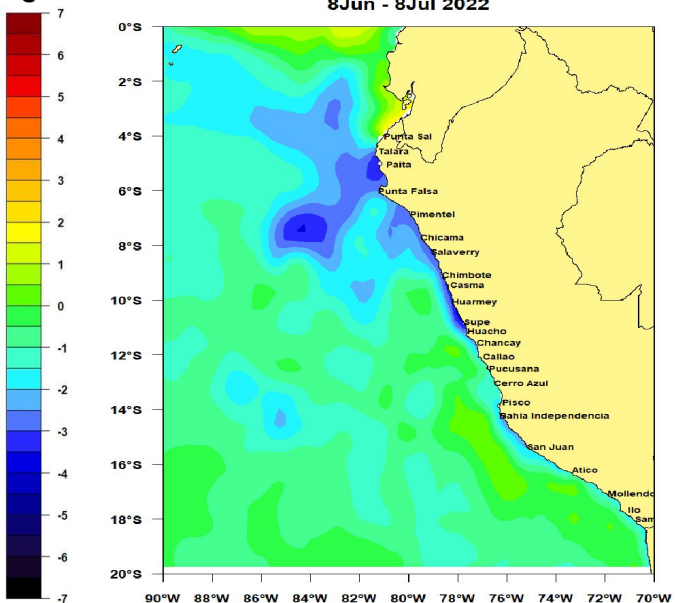 8Jun - 8Jul 2022
7
6
5
4
3
2
1
0
-1
-2
-3
-4
-5
-6
-7
0°S
2°S
4°S
6°S
8°S
10°S
12°S
14°S
16°S
18°S
20°S
Punta Sal
Talara
Paita
Punta Falsa
Pimentel
Chicama
Salaverry
Chimbote
Casma
Huarmey
Supe
Huacho
Chancay
Callao
Pucusana
Cerro Azul
Pisco
Bahia Independencia
San Juan
Atico
Mollendo
Ilo
Sam
90°W 88°W 86°W 84°W 82°W 80°W 78°W 76°W 74°W 72°W 70°W